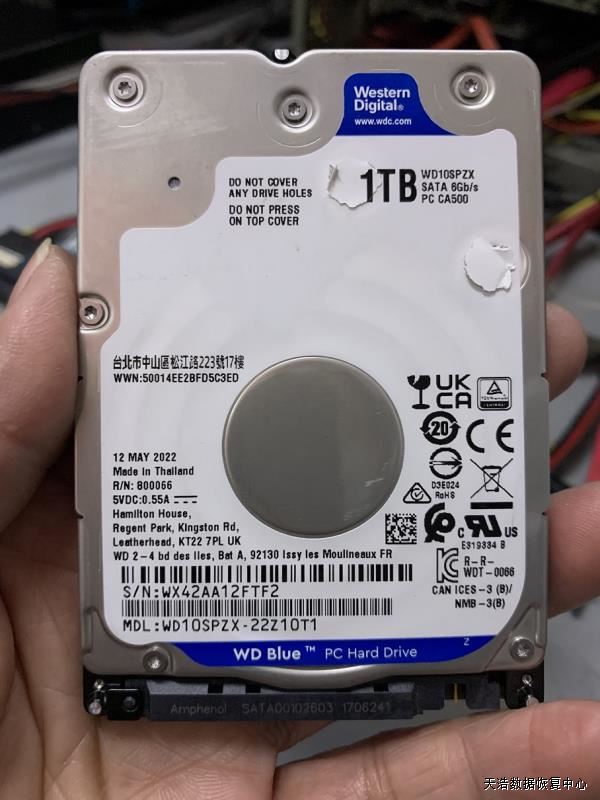 Western
Digital®
www.wdc.com
DO NOT COVER
ANY DRIVE HOLES
DO NOT PRESS
ON TOP COVER
1TB
WD10SPZX
SATA 6Gb/s
PC CA500
台北市中山區松江路223號17樓
WWN:50014EE2BFD5C3ED
12 MAY 2022
Made in Thailand
R/N: 800066
5VDC:0.55A
Hamilton House,
Regent Park, Kingston Rd,
Leatherhead, KT22 7PL UK
WD 2-4 bd des Iles, Bat A, 92130 Issy les Moulineaux FR
UK
CA
20
CE
D3E024
RoHS
C UL US
E319334 B
R-R-
WDT-0066
CAN ICES-3 (B)/
NMB-3(B)
S/N:WX42AA12FTF2
MDL:WD10SPZX-22Z10T1
WD Blue™ PC Hard Drive
Z
Amphenol SATA00102603 1706241
天浩数据恢复中心